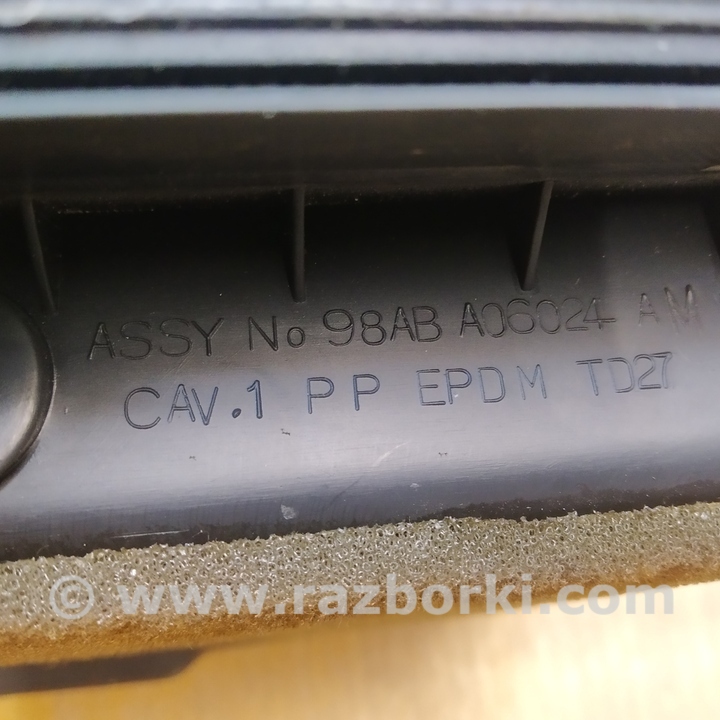 ASSY No 98AB A06024 AM
CAV.1 PP EPDM TD27
© www.razborki.com